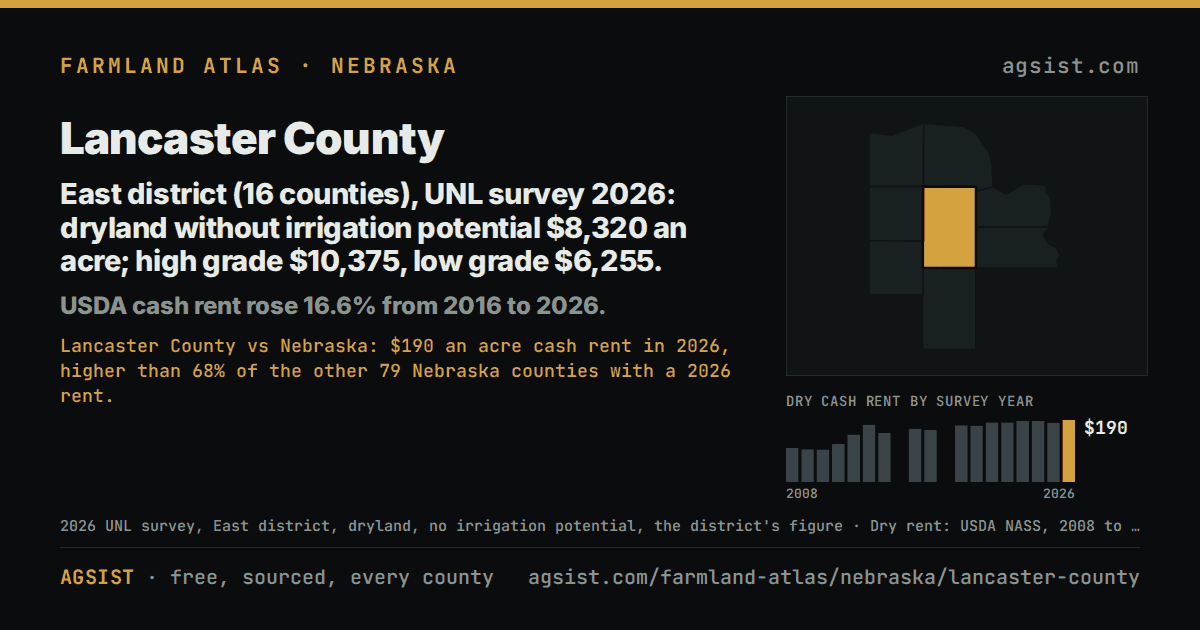 FARMLAND ATLAS · NEBRASKA
agsist.com
Lancaster County
East district (16 counties), UNL survey 2026:
dryland without irrigation potential $8,320 an
acre; high grade $10,375, low grade $6,255.
USDA cash rent rose 16.6% from 2016 to 2026.
Lancaster County vs Nebraska: $190 an acre cash rent in 2026,
higher than 68% of the other 79 Nebraska counties with a 2026
rent.
DRY CASH RENT BY SURVEY YEAR
$190
2008
2026
2026 UNL survey, East district, dryland, no irrigation potential, the district's figure · Dry rent: USDA NASS, 2008 to …
AGSIST · free, sourced, every county
agsist.com/farmland-atlas/nebraska/lancaster-county